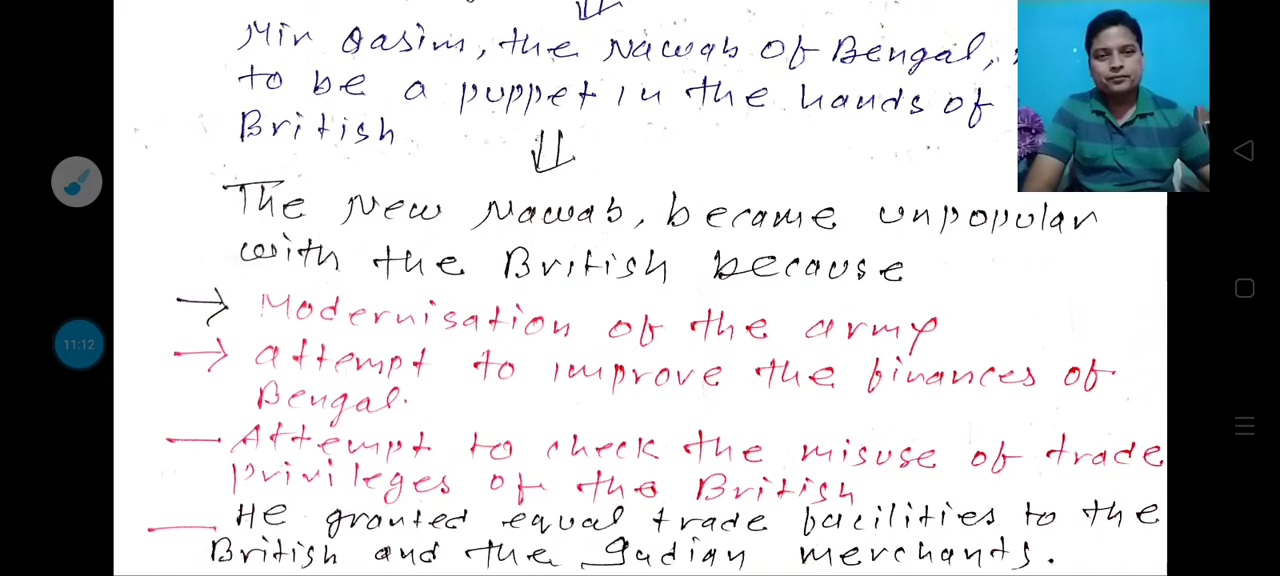 Mir Qasim, the Nawab of Bengal,
to be a puppet in the hands of
British
The New Nawab, became unpopular
with the British because
→ Modernisation of the army
→ attempt to improve the finances of
Bengal.
— Attempt to check the misuse of trade
privileges of the British
— He granted equal trade facilities to the
British and the Indian merchants.
11:12